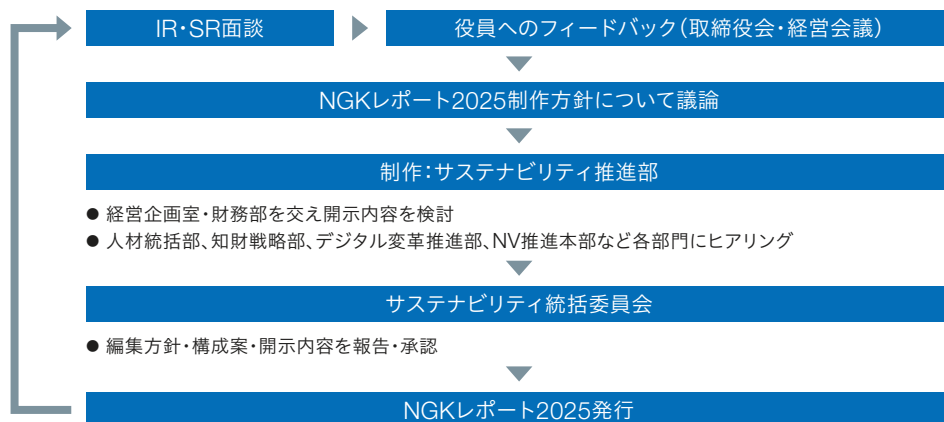 IR・SR面談
役員へのフィードバック（取締役会・経営会議）
NGKレポート2025制作方針について議論
制作：サステナビリティ推進部
● 経営企画室・財務部を交え開示内容を検討
● 人材統括部、知財戦略部、デジタル変革推進部、NV推進本部など各部門にヒアリング
サステナビリティ統括委員会
● 編集方針・構成案・開示内容を報告・承認
NGKレポート2025発行